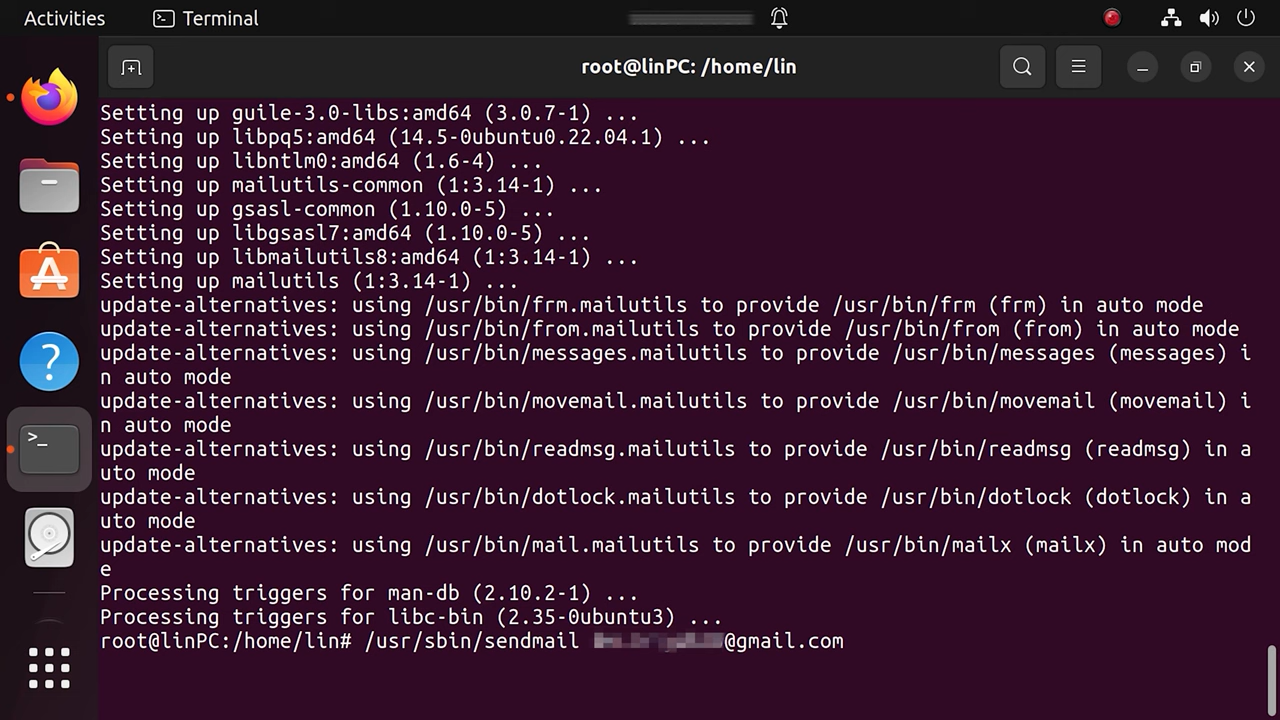 Activities
Terminal
root@linPC: /home/lin
Setting up guile-3.0-libs:amd64 (3.0.7-1) ...
Setting up libpq5:amd64 (14.5-0ubuntu0.22.04.1) ...
Setting up libntlm0:amd64 (1.6-4) ...
Setting up mailutils-common (1:3.14-1) ...
Setting up gsasl-common (1.10.0-5) ...
Setting up libgsasl7:amd64 (1.10.0-5) ...
Setting up libmailutils8:amd64 (1:3.14-1) ...
Setting up mailutils (1:3.14-1) ...
update-alternatives: using /usr/bin/frm.mailutils to provide /usr/bin/frm (frm) in auto mode
update-alternatives: using /usr/bin/from.mailutils to provide /usr/bin/from (from) in auto mode
update-alternatives: using /usr/bin/messages.mailutils to provide /usr/bin/messages (messages) i
n auto mode
update-alternatives: using /usr/bin/movemail.mailutils to provide /usr/bin/movemail (movemail) i
n auto mode
update-alternatives: using /usr/bin/readmsg.mailutils to provide /usr/bin/readmsg (readmsg) in a
uto mode
update-alternatives: using /usr/bin/dotlock.mailutils to provide /usr/bin/dotlock (dotlock) in a
uto mode
update-alternatives: using /usr/bin/mail.mailutils to provide /usr/bin/mailx (mailx) in auto mod
e
Processing triggers for man-db (2.10.2-1) ...
Processing triggers for libc-bin (2.35-0ubuntu3) ...
root@linPC:/home/lin# /usr/sbin/sendmail @gmail.com